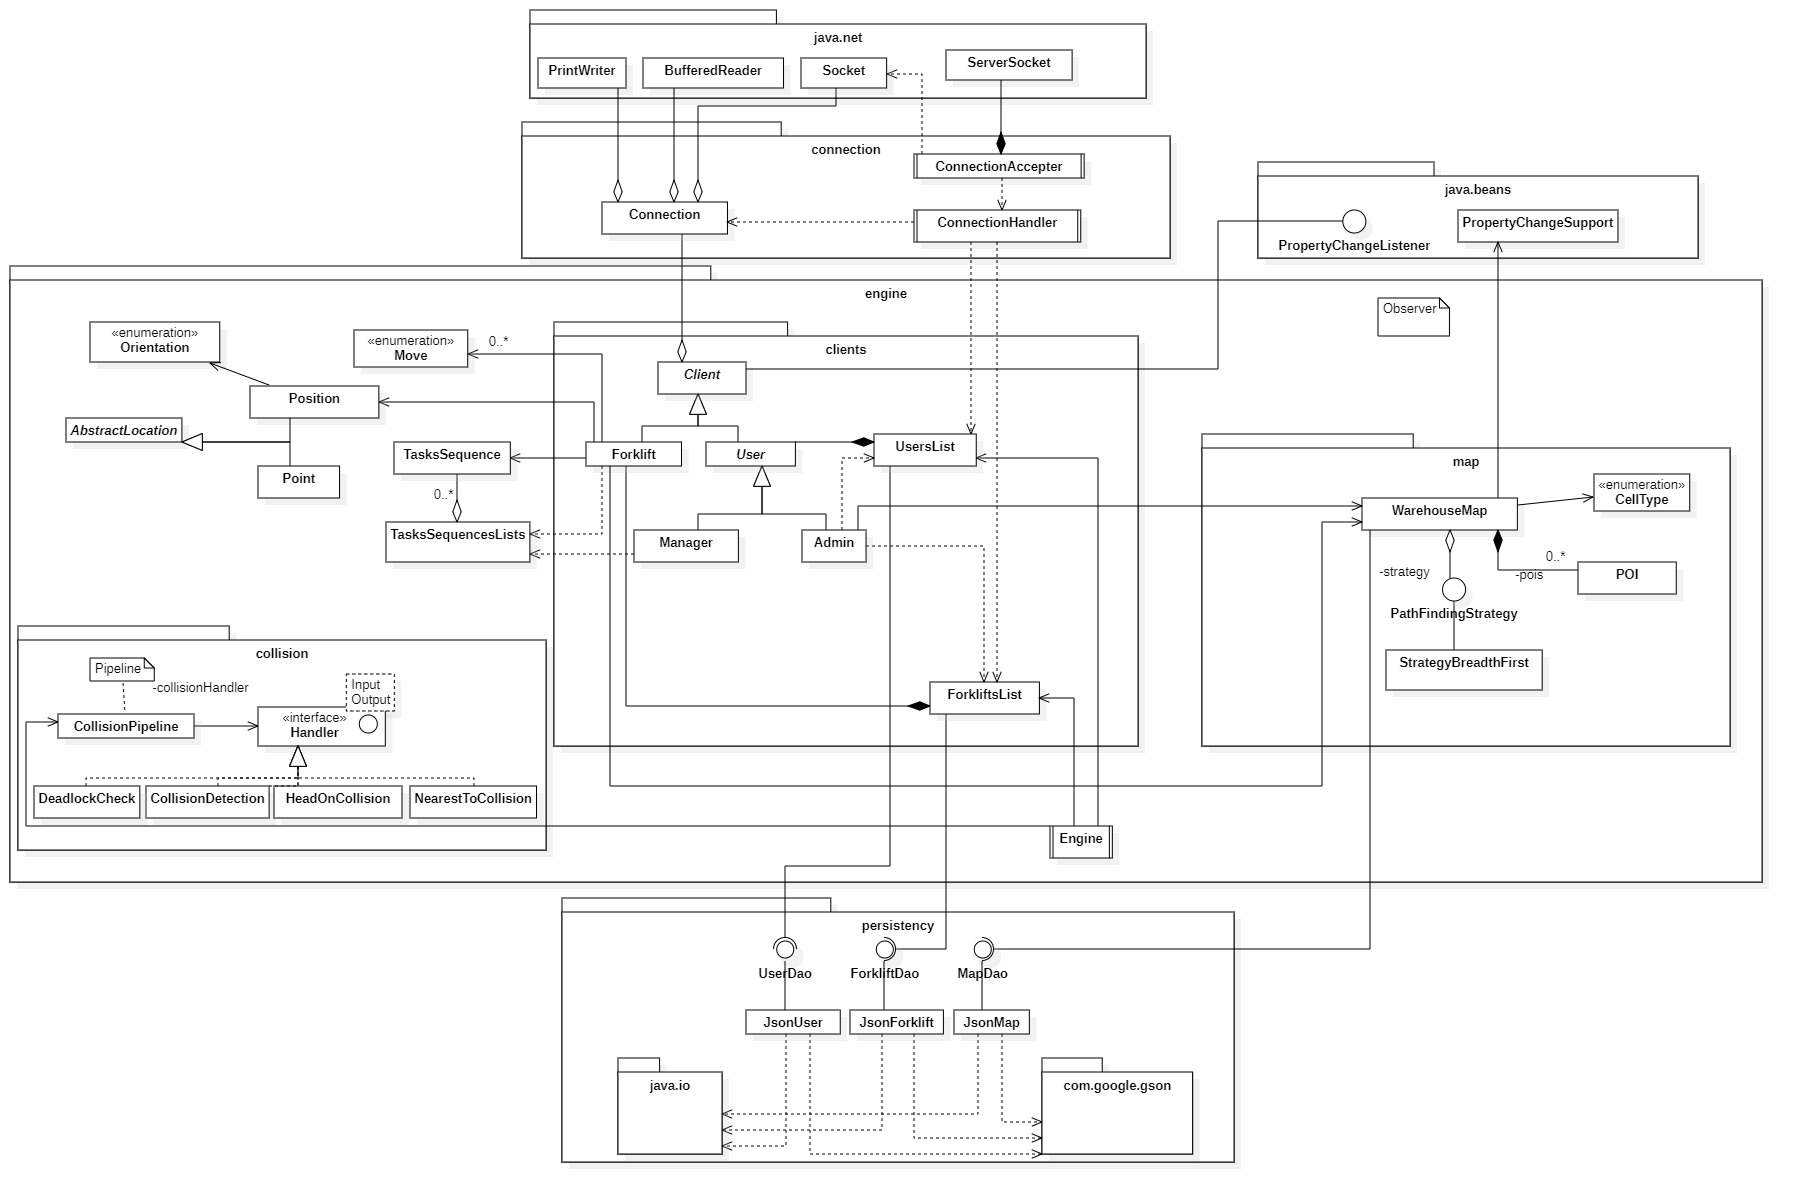 java.net
PrintWriter
BufferedReader
Socket
ServerSocket
connection
ConnectionAccepter
Connection
ConnectionHandler
java.beans
PropertyChangeListener
PropertyChangeSupport
engine
Observer
«enumeration»
Orientation
«enumeration»
Move
0..*
clients
Client
Position
AbstractLocation
Point
TasksSequence
0..*
TasksSequencesLists
Forklift
User
UsersList
Manager
Admin
ForkliftsList
map
WarehouseMap
«enumeration»
CellType
-strategy
0..*
-pois
POI
PathFindingStrategy
StrategyBreadthFirst
collision
Pipeline
-collisionHandler
Input
Output
CollisionPipeline
«interface»
Handler
DeadlockCheck
CollisionDetection
HeadOnCollision
NearestToCollision
Engine
persistency
UserDao
ForkliftDao
MapDao
JsonUser
JsonForklift
JsonMap
java.io
com.google.gson